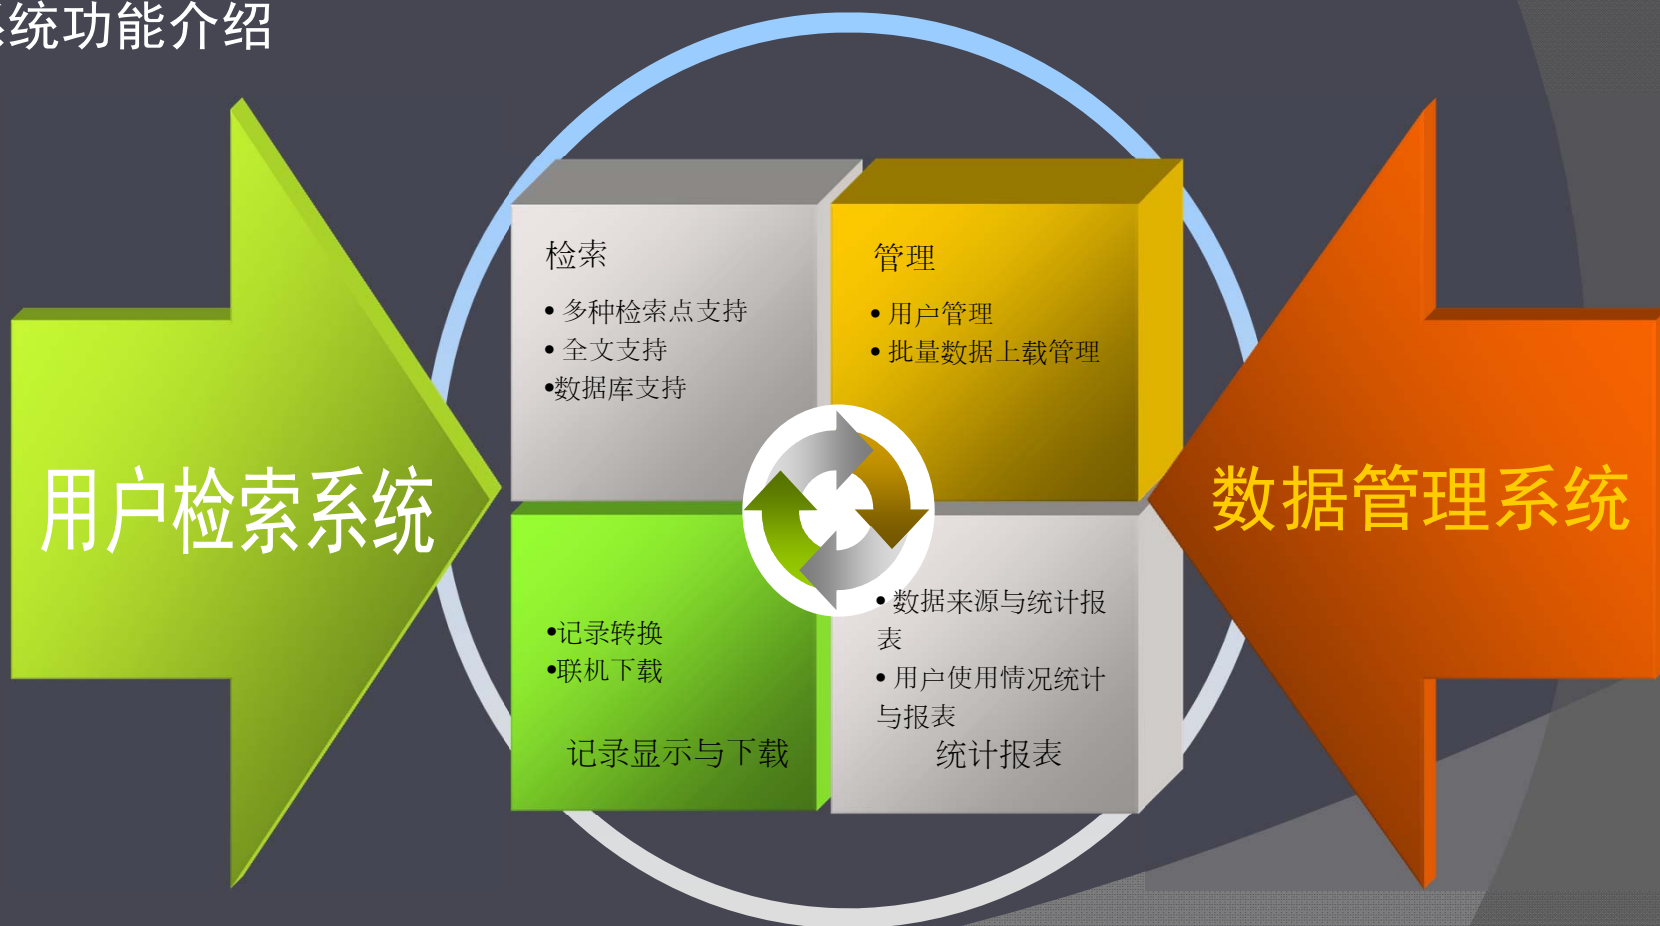 统功能介绍
检索
• 多种检索点支持
• 全文支持
•数据库支持
管理
• 用户管理
• 批量数据上载管理
用户检索系统
数据管理系统
•记录转换
•联机下载
记录显示与下载
• 数据来源与统计报
表
• 用户使用情况统计
与报表
统计报表